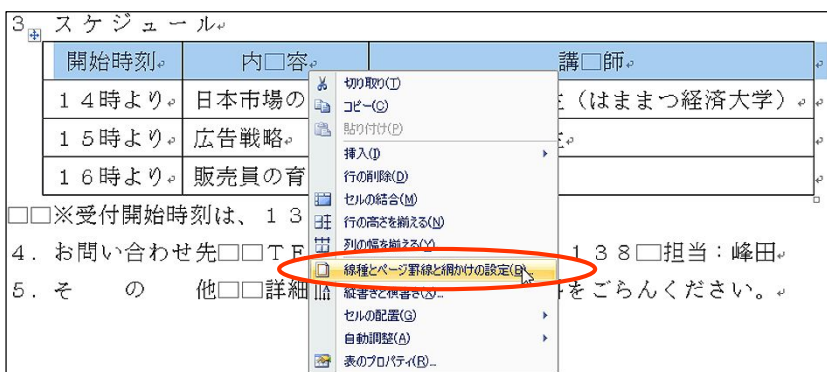 3 スケジュール
開始時刻 内□容 講□師
14時より 日本市場の (はままつ経済大学)
15時より 広告戦略
16時より 販売員の育
□□※受付開始時刻は、13
4. お問い合わせ先□□TE 138□担当:峰田
5. そ の 他□□詳細 をごらんください。
切り取り(T)
コピー(C)
貼り付け(P)
挿入(I)
行の削除(D)
セルの結合(M)
行の高さを揃える(N)
列の幅を揃える(Y)
線種とページ罫線と網かけの設定(B)
縦書きと横書き(X)...
セルの配置(G)
自動調整(A)
表のプロパティ(R)...